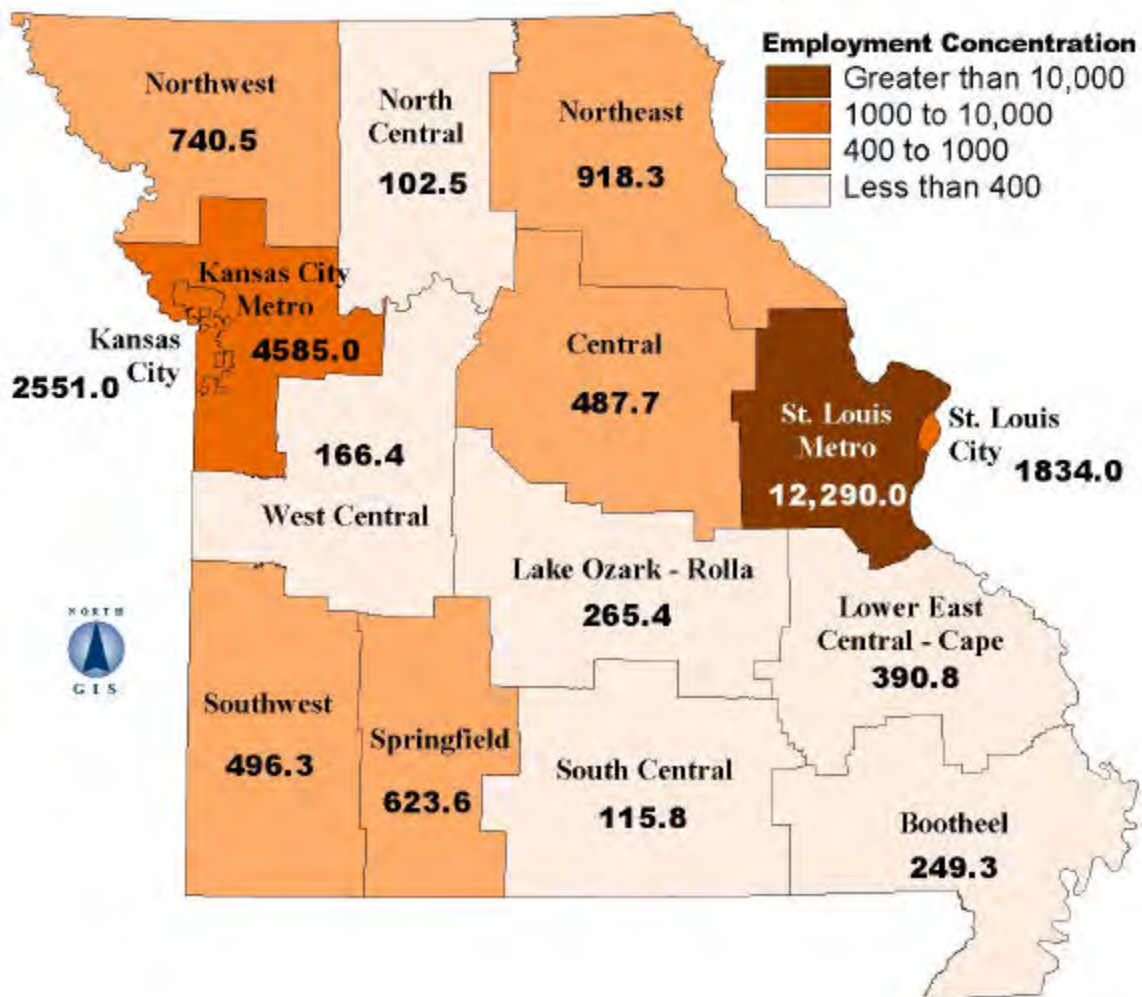 Employment Concentration
Greater than 10,000
1000 to 10,000
400 to 1000
Less than 400
Northwest
740.5
North
Central
102.5
Northeast
918.3
Kansas City
Metro
4585.0
Kansas
City
2551.0
Central
487.7
St. Louis
Metro
12,290.0
St. Louis
City
1834.0
166.4
West Central
Lake Ozark - Rolla
265.4
Lower East
Central - Cape
390.8
NORTH
GIS
Southwest
496.3
Springfield
623.6
South Central
115.8
Bootheel
249.3